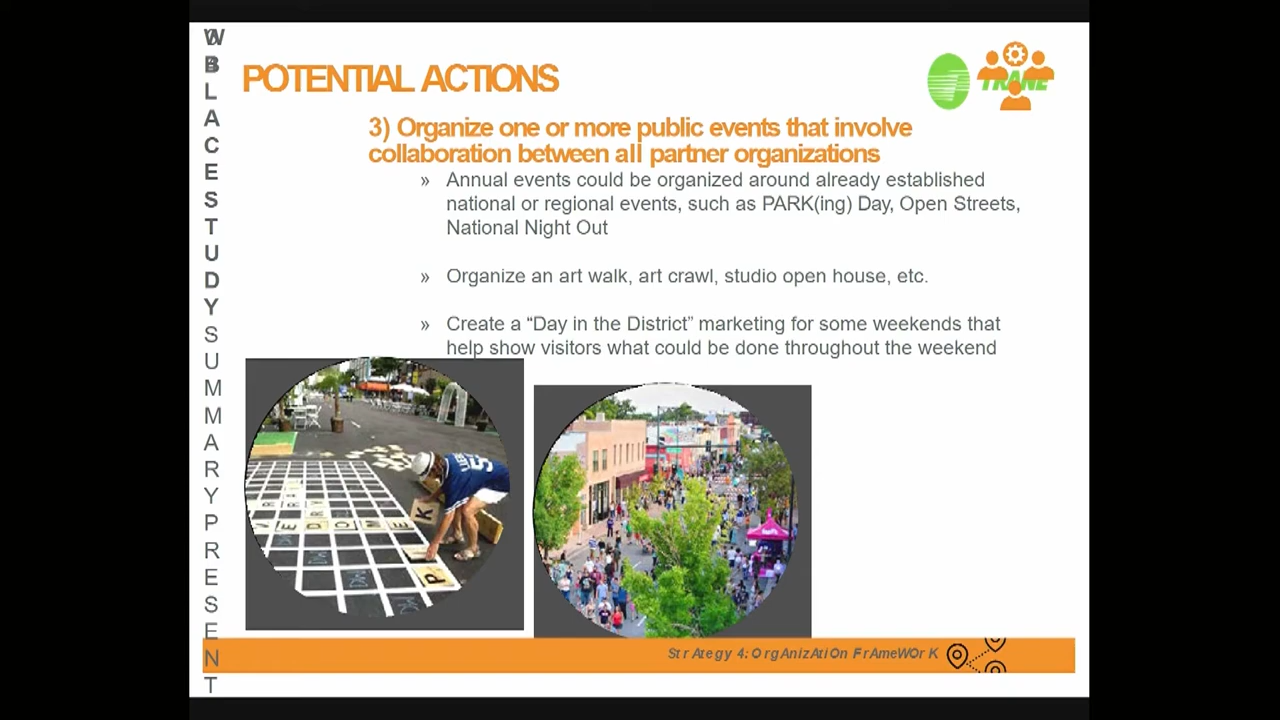 POTENTIAL ACTIONS
TRANE
3) Organize one or more public events that involve
collaboration between all partner organizations
» Annual events could be organized around already established
national or regional events, such as PARK(ing) Day, Open Streets,
National Night Out
» Organize an art walk, art crawl, studio open house, etc.
» Create a “Day in the District” marketing for some weekends that
help show visitors what could be done throughout the weekend
K
P
StrAtegy 4:OrgAnizAtiOn FrAmeWOrK
B
L
A
C
E
S
T
U
D
Y
S
U
M
M
A
R
Y
P
R
E
S
E
N
T